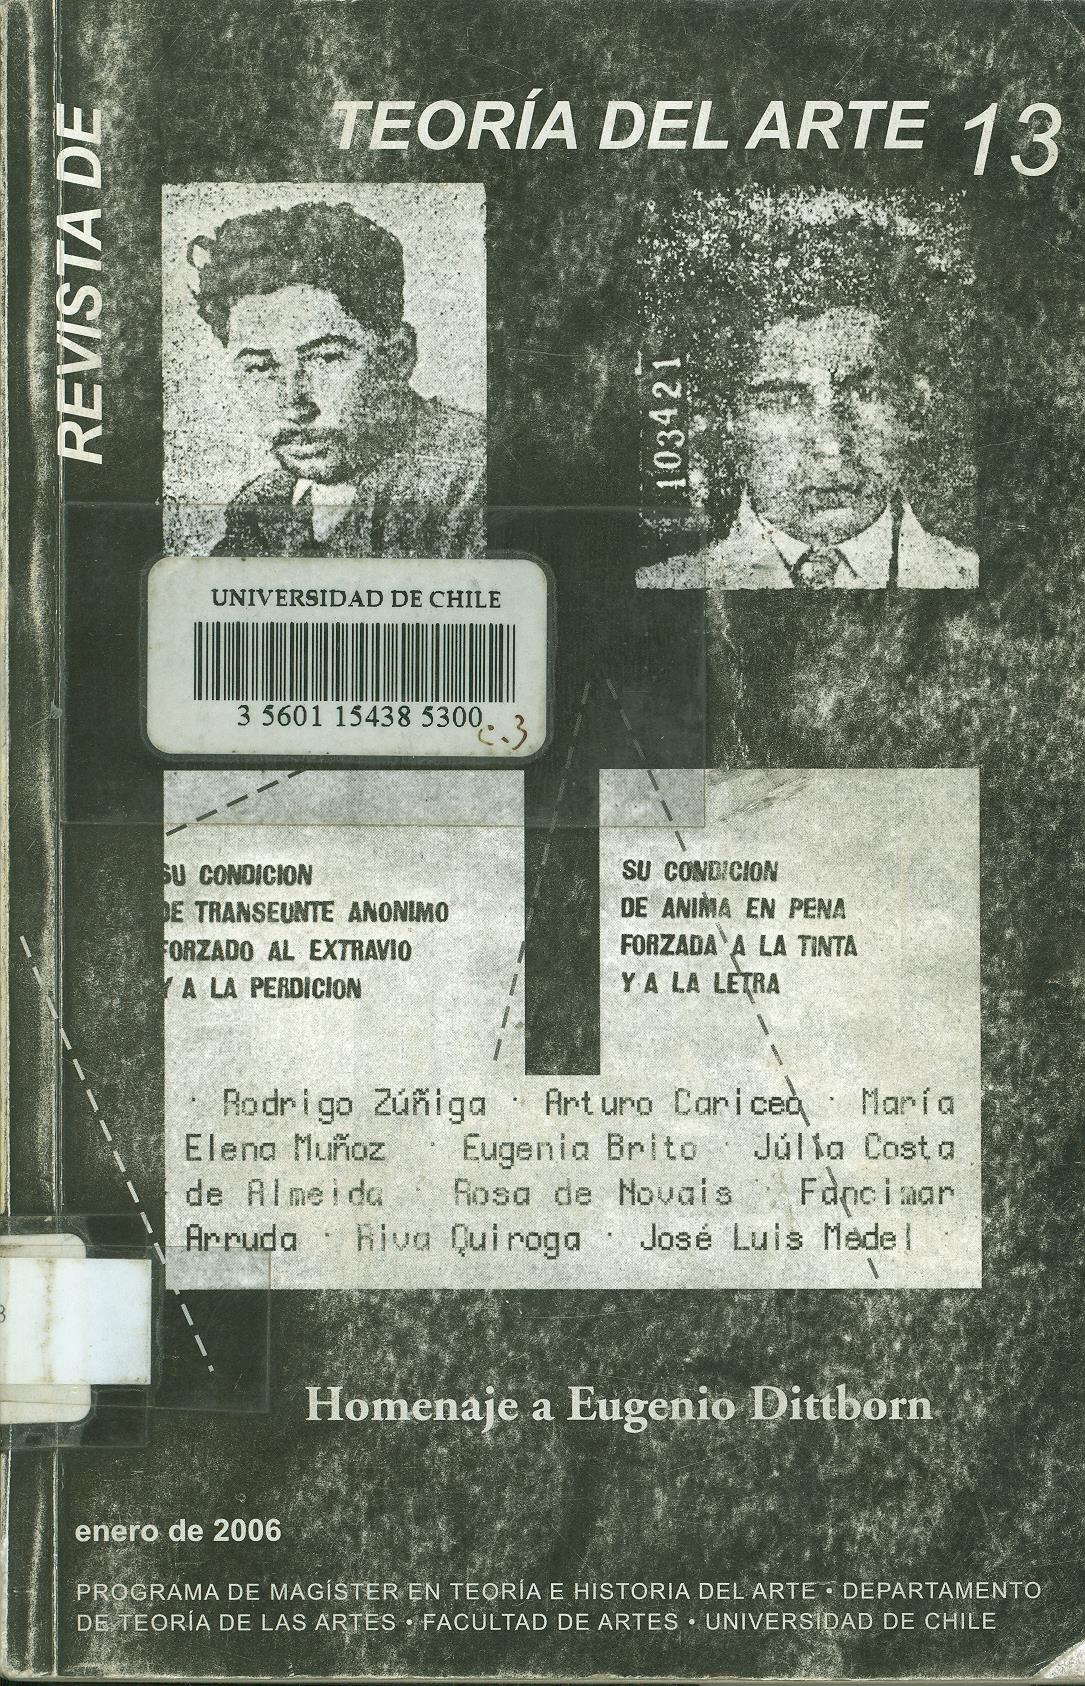 REVISTA DE
TEORÍA DEL ARTE 13
103421
UNIVERSIDAD DE CHILE
3 5601 15438 5300
c.3
SU CONDICION
DE TRANSEUNTE ANONIMO
FORZADO AL EXTRAVIO
Y A LA PERDICION
SU CONDICION
DE ANIMA EN PENA
FORZADA A LA TINTA
Y A LA LETRA
· Rodrigo Zúñiga · Arturo Cariceo · María
Elena Muñoz · Eugenia Brito · Júlia Costa
de Almeida · Rosa de Novais · Fancimar
Arruda · Riva Quiroga · José Luis Medel ·
Homenaje a Eugenio Dittborn
enero de 2006
PROGRAMA DE MAGÍSTER EN TEORÍA E HISTORIA DEL ARTE • DEPARTAMENTO
DE TEORÍA DE LAS ARTES • FACULTAD DE ARTES • UNIVERSIDAD DE CHILE